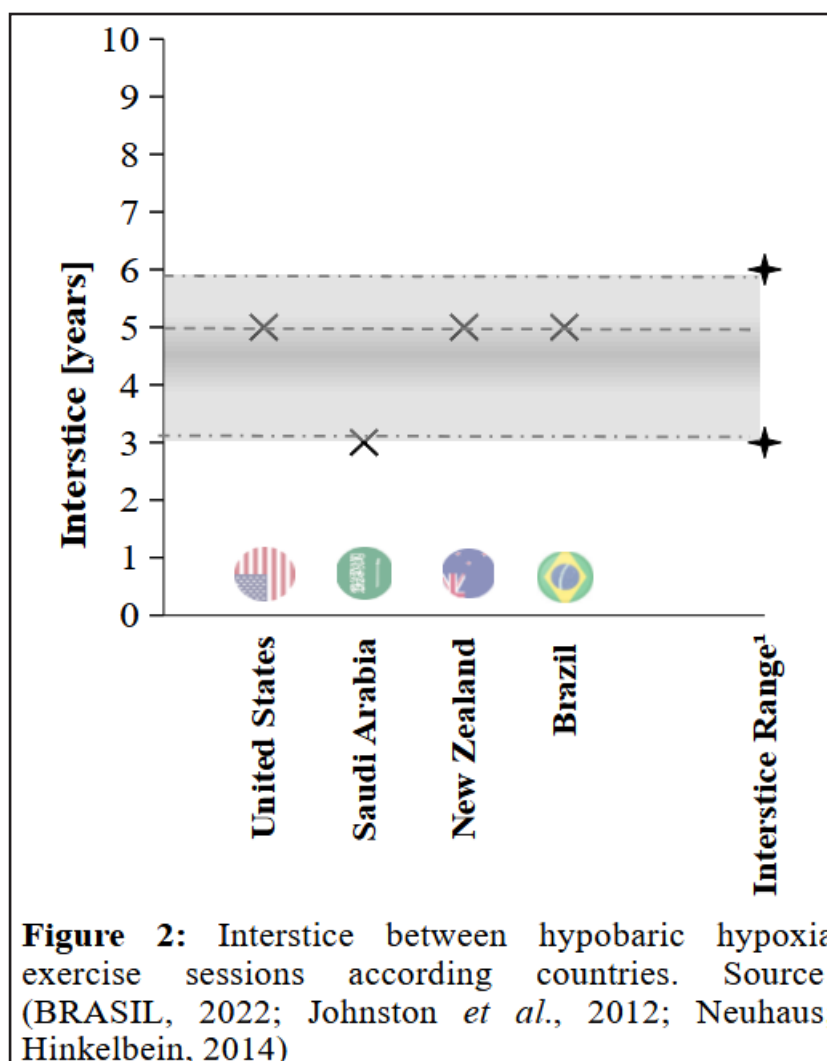 10
9
8
7
6
5
4
3
2
1
0
Interstice [years]
United States
Saudi Arabia
New Zealand
Brazil
Interstice Range¹
Figure 2: Interstice between hypobaric hypoxia
exercise sessions according countries. Source
(BRASIL, 2022; Johnston et al., 2012; Neuhaus
Hinkelbein, 2014)